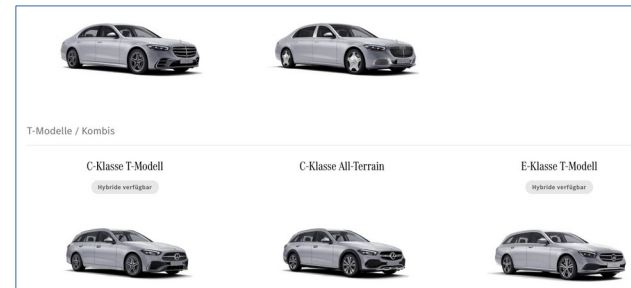 T-Modelle / Kombis
C-Klasse T-Modell
C-Klasse All-Terrain
E-Klasse T-Modell
Hybride verfügbar
Hybride verfügbar